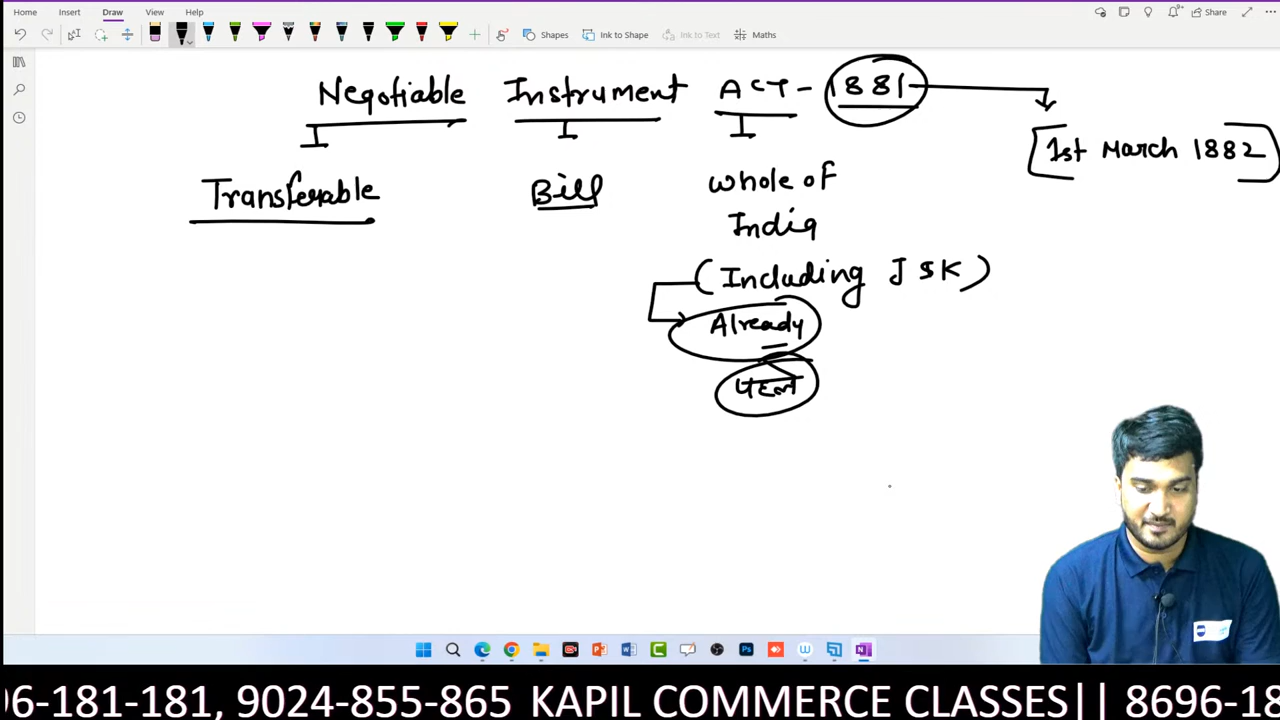 Home Insert Draw View Help Share
Shapes Ink to Shape Ink to Text Maths
Negotiable Instrument ACT - 1881
1st March 1882
Transferable Bill whole of
India
(Including J & K)
Already
96-181-181, 9024-855-865 KAPIL COMMERCE CLASSES|| 8696-18